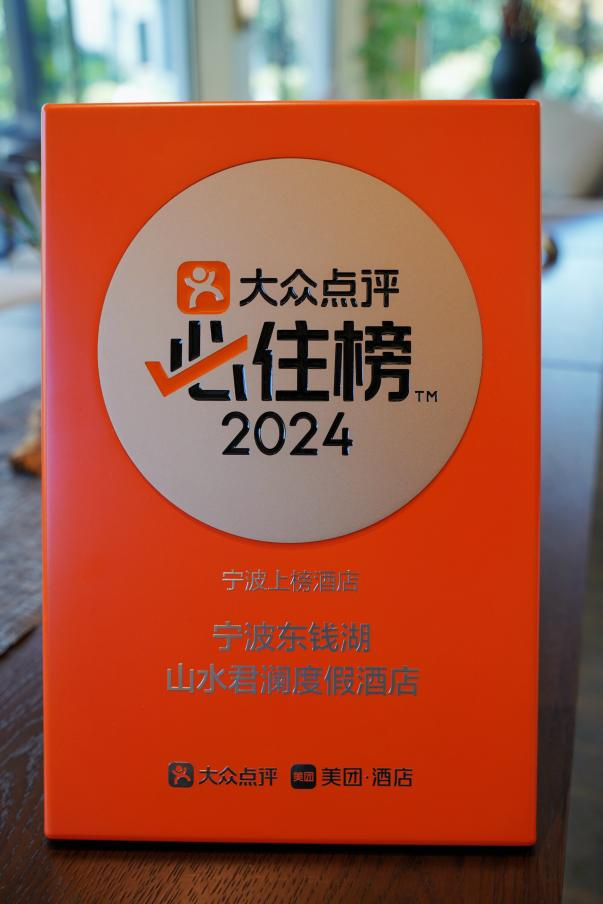 大众点评
必住榜™
2024
宁波上榜酒店
宁波东钱湖
山水君澜度假酒店
大众点评 美团 美团·酒店